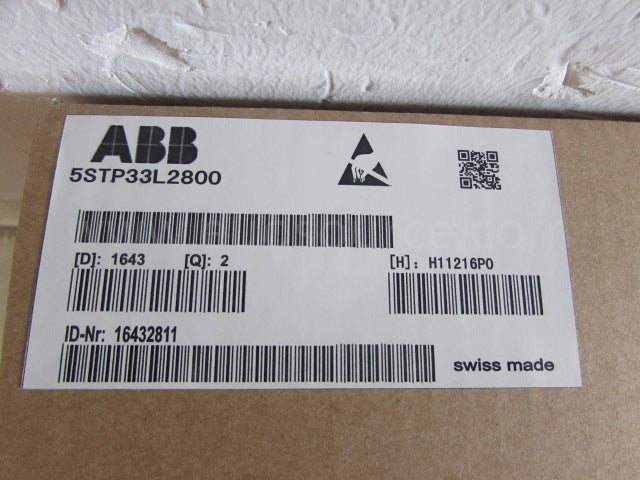 ABB
5STP33L2800
[D]: 1643 [Q]: 2 [H]: H11216P0
ID-Nr: 16432811
swiss made